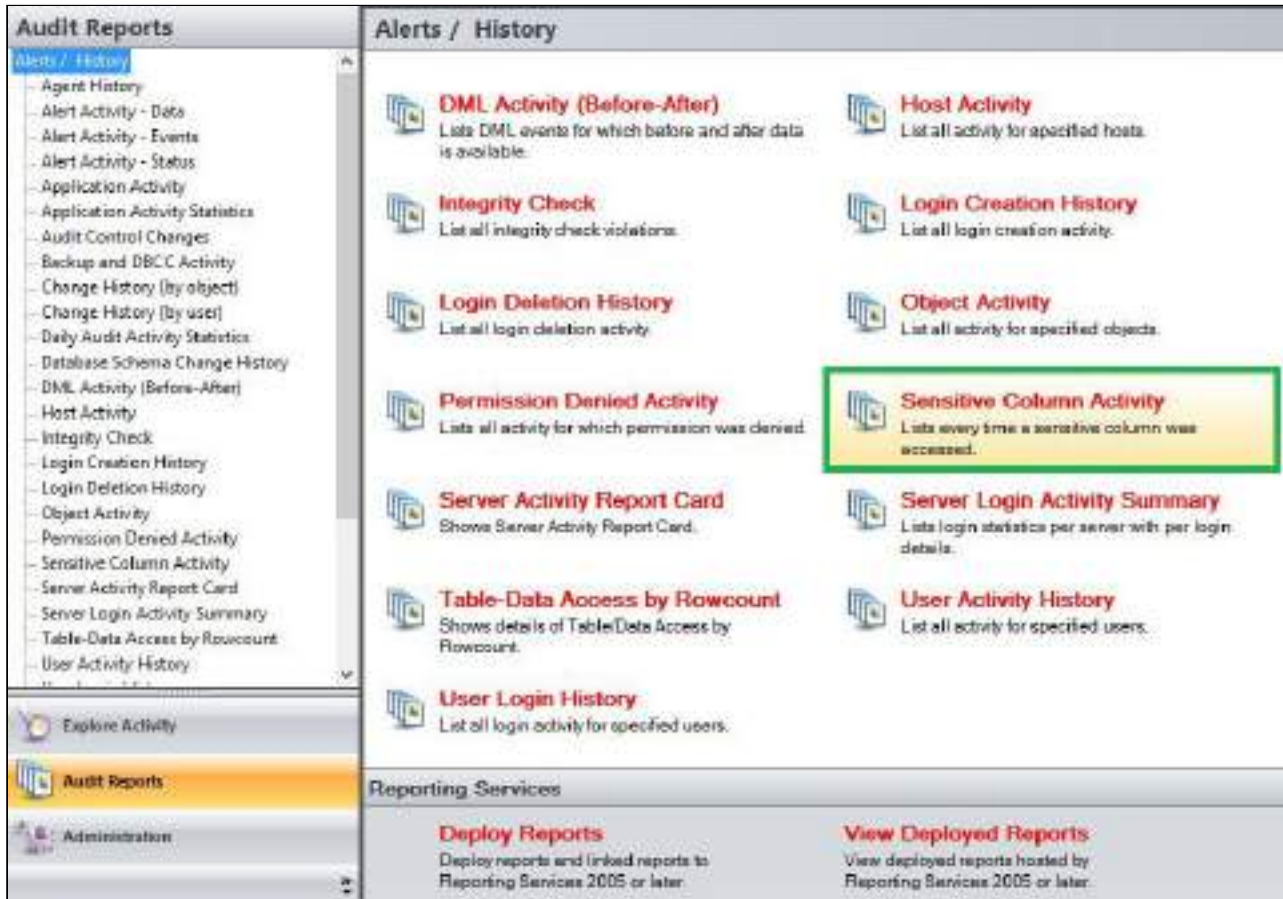 Audit Reports
Alerts / History
Agent History
Alert Activity - Data
Alert Activity - Events
Alert Activity - Status
Application Activity
Application Activity Statistics
Audit Control Changes
Backup and DBCC Activity
Change History (by object)
Change History (by user)
Daily Audit Activity Statistics
Database Schema Change History
DML Activity (Before-After)
Host Activity
Integrity Check
Login Creation History
Login Deletion History
Object Activity
Permission Denied Activity
Sensitive Column Activity
Server Activity Report Card
Server Login Activity Summary
Table-Data Access by Rowcount
User Activity History
Explore Activity
Audit Reports
Administration
Alerts / History
DML Activity (Before-After)
Lists DML events for which before and after data
is available.
Host Activity
List all activity for specified hosts.
Integrity Check
List all integrity check violations.
Login Creation History
List all login creation activity.
Login Deletion History
List all login deletion activity.
Object Activity
List all activity for specified objects.
Permission Denied Activity
Lists all activity for which permission was denied.
Sensitive Column Activity
Lists every time a sensitive column was
accessed.
Server Activity Report Card
Shows Server Activity Report Card.
Server Login Activity Summary
Lists login statistics per server with per login
details.
Table-Data Access by Rowcount
Shows details of Table/Data Access by
Rowcount.
User Activity History
List all activity for specified users.
User Login History
List all login activity for specified users.
Reporting Services
Deploy Reports
Deploy reports and linked reports to
Reporting Services 2005 or later.
View Deployed Reports
View deployed reports hosted by
Reporting Services 2005 or later.